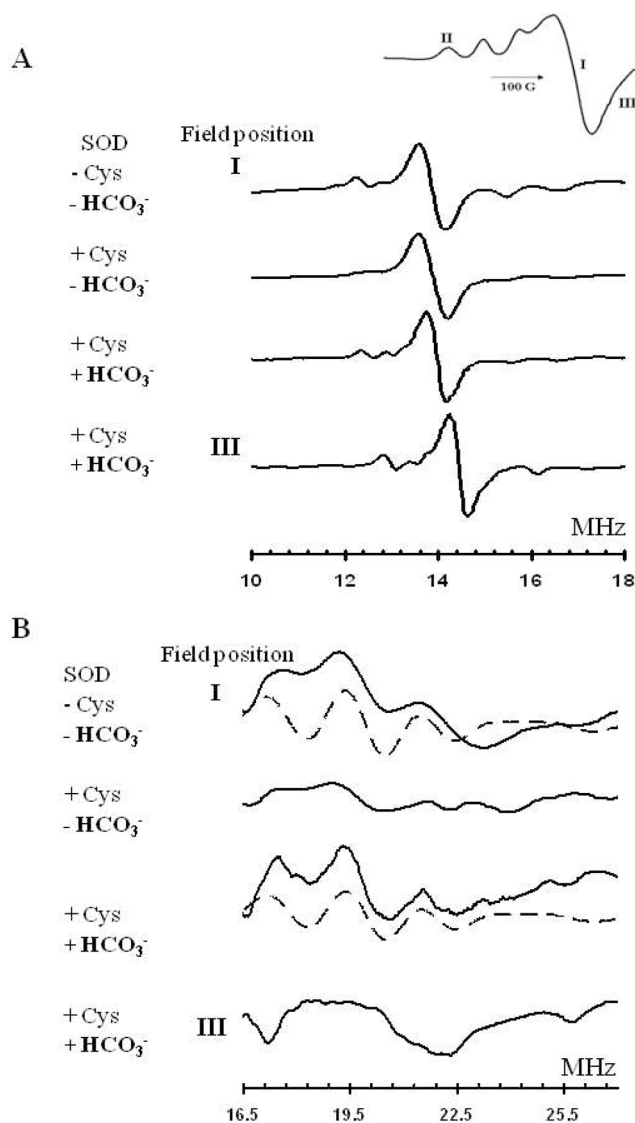 A
II
I
III
100 G
Field position
SOD
I
- Cys
- HCO₃⁻
+ Cys
- HCO₃⁻
+ Cys
+ HCO₃⁻
+ Cys
III
+ HCO₃⁻
MHz
10 12 14 16 18
B
Field position
SOD
I
- Cys
- HCO₃⁻
+ Cys
- HCO₃⁻
+ Cys
+ HCO₃⁻
+ Cys
III
+ HCO₃⁻
MHz
16.5 19.5 22.5 25.5